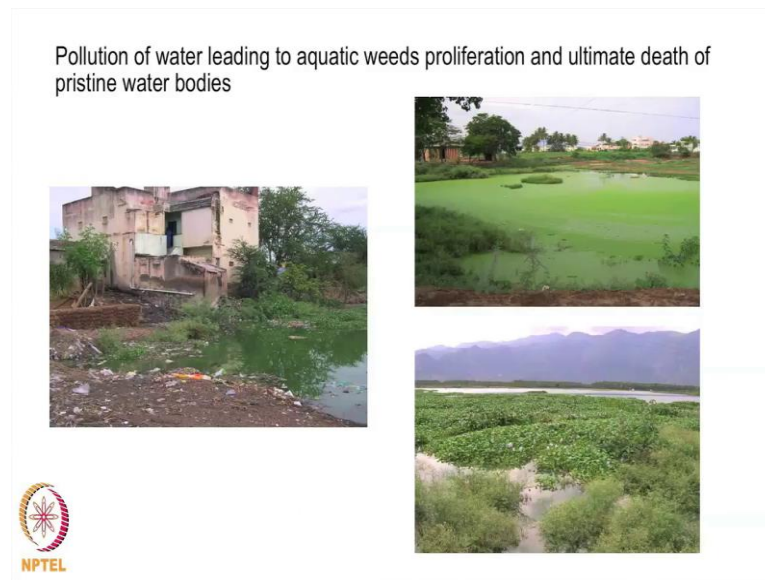 Pollution of water leading to aquatic weeds proliferation and ultimate death of
pristine water bodies
NPTEL